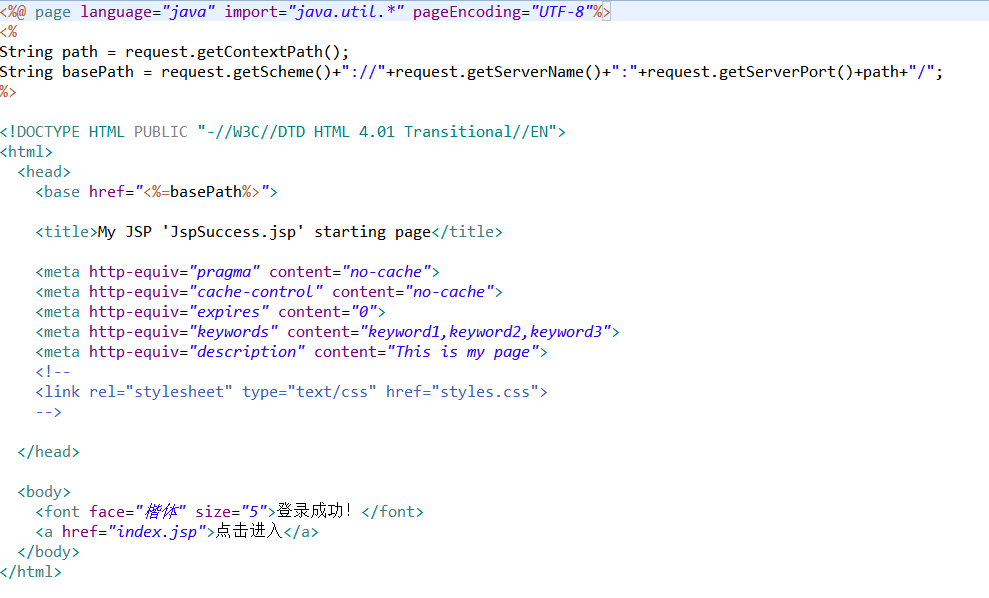 <%@ page language="java" import="java.util.*" pageEncoding="UTF-8"%>
<%
String path = request.getContextPath();
String basePath = request.getScheme()+"://"+request.getServerName()+":"+request.getServerPort()+path+"/";
%>
<!DOCTYPE HTML PUBLIC "-//W3C//DTD HTML 4.01 Transitional//EN">
<html>
<head>
<base href="<%=basePath%>">
<title>My JSP 'JspSuccess.jsp' starting page</title>
<meta http-equiv="pragma" content="no-cache">
<meta http-equiv="cache-control" content="no-cache">
<meta http-equiv="expires" content="0">
<meta http-equiv="keywords" content="keyword1,keyword2,keyword3">
<meta http-equiv="description" content="This is my page">
<!--
<link rel="stylesheet" type="text/css" href="styles.css">
-->
</head>
<body>
<font face="楷体" size="5">登录成功！</font>
<a href="index.jsp">点击进入</a>
</body>
</html>